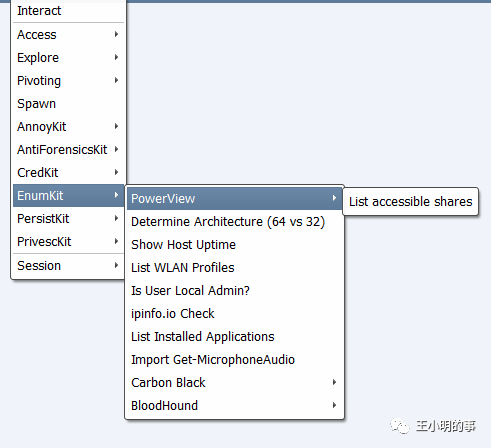 Interact
Access
Explore
Pivoting
Spawn
AnnoyKit
AntiForensicsKit
CredKit
EnumKit
PersistKit
PrivescKit
Session
PowerView
Determine Architecture (64 vs 32)
Show Host Uptime
List WLAN Profiles
Is User Local Admin?
ipinfo.io Check
List Installed Applications
Import Get-MicrophoneAudio
Carbon Black
BloodHound
List accessible shares
王小明的事